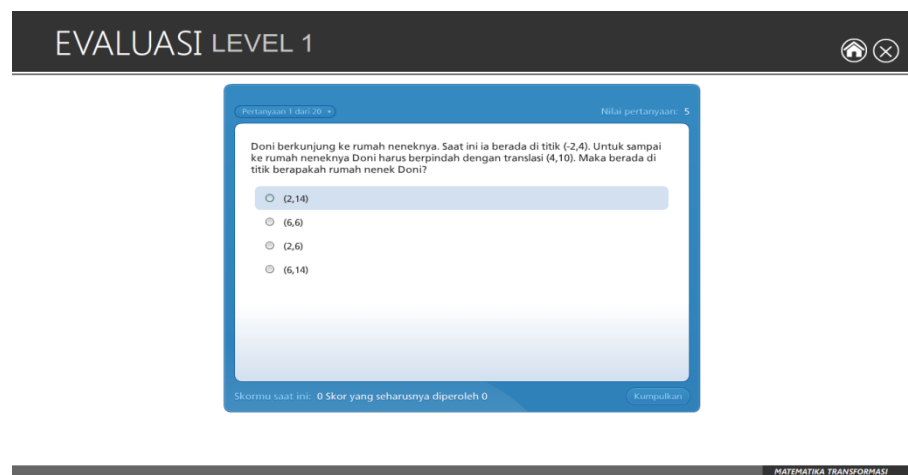 EVALUASI LEVEL 1
Pertanyaan 1 dari 20
Nilai pertanyaan: 5
Doni berkunjung ke rumah neneknya. Saat ini ia berada di titik (-2,4). Untuk sampai
ke rumah neneknya Doni harus berpindah dengan translasi (4,10). Maka berada di
titik berapakah rumah nenek Doni?
(2,14)
(6,6)
(2,6)
(6,14)
Skormu saat ini: 0 Skor yang seharusnya diperoleh 0
Kumpulkan
MATEMATIKA TRANSFORMASI